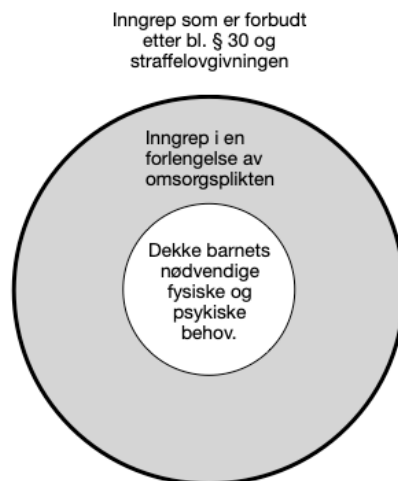 Inngrep som er forbudt
etter bl. § 30 og
straffelovgivningen
Inngrep i en
forlengelse av
omsorgsplikten
Dekke barnets
nødvendige
fysiske og
psykiske
behov.